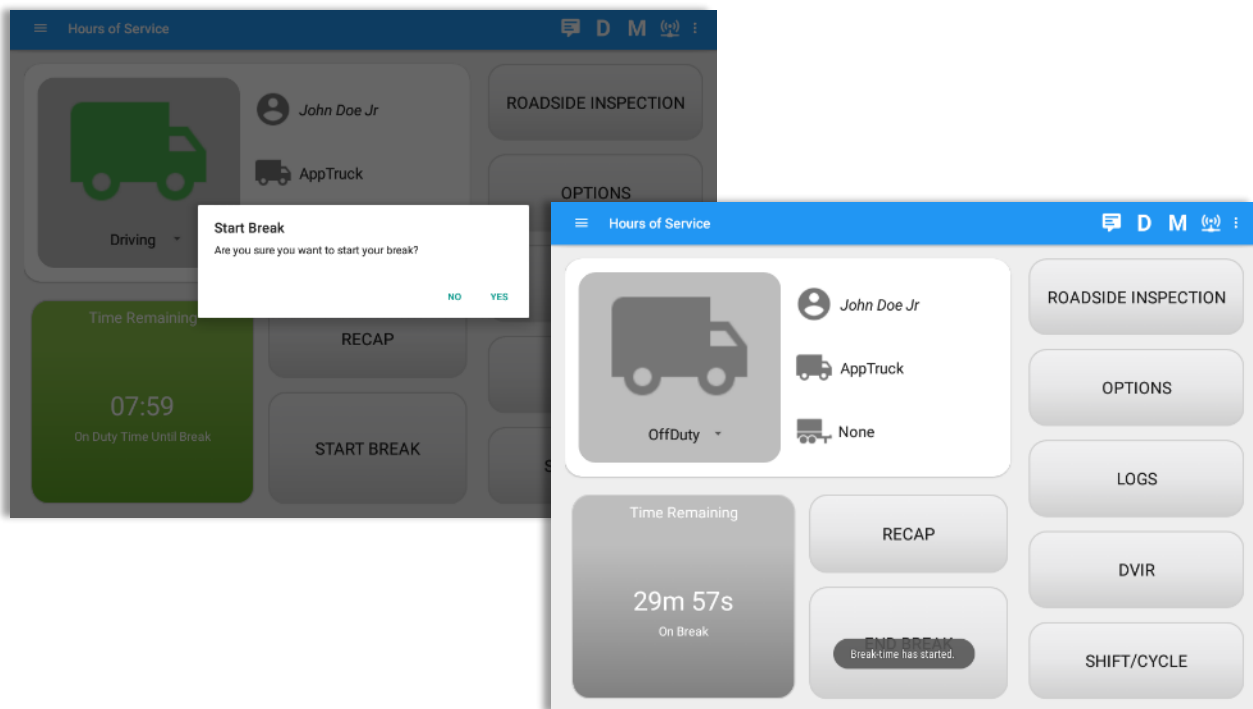 Hours of Service
D M
John Doe Jr
AppTruck
Driving
ROADSIDE INSPECTION
OPTIONS
Start Break
Are you sure you want to start your break?
NO YES
Time Remaining
07:59
On Duty Time Until Break
RECAP
START BREAK
S
Hours of Service
D M
John Doe Jr
AppTruck
None
OffDuty
ROADSIDE INSPECTION
OPTIONS
LOGS
DVIR
SHIFT/CYCLE
Time Remaining
29m 57s
On Break
RECAP
END BREAK
Break-time has started.